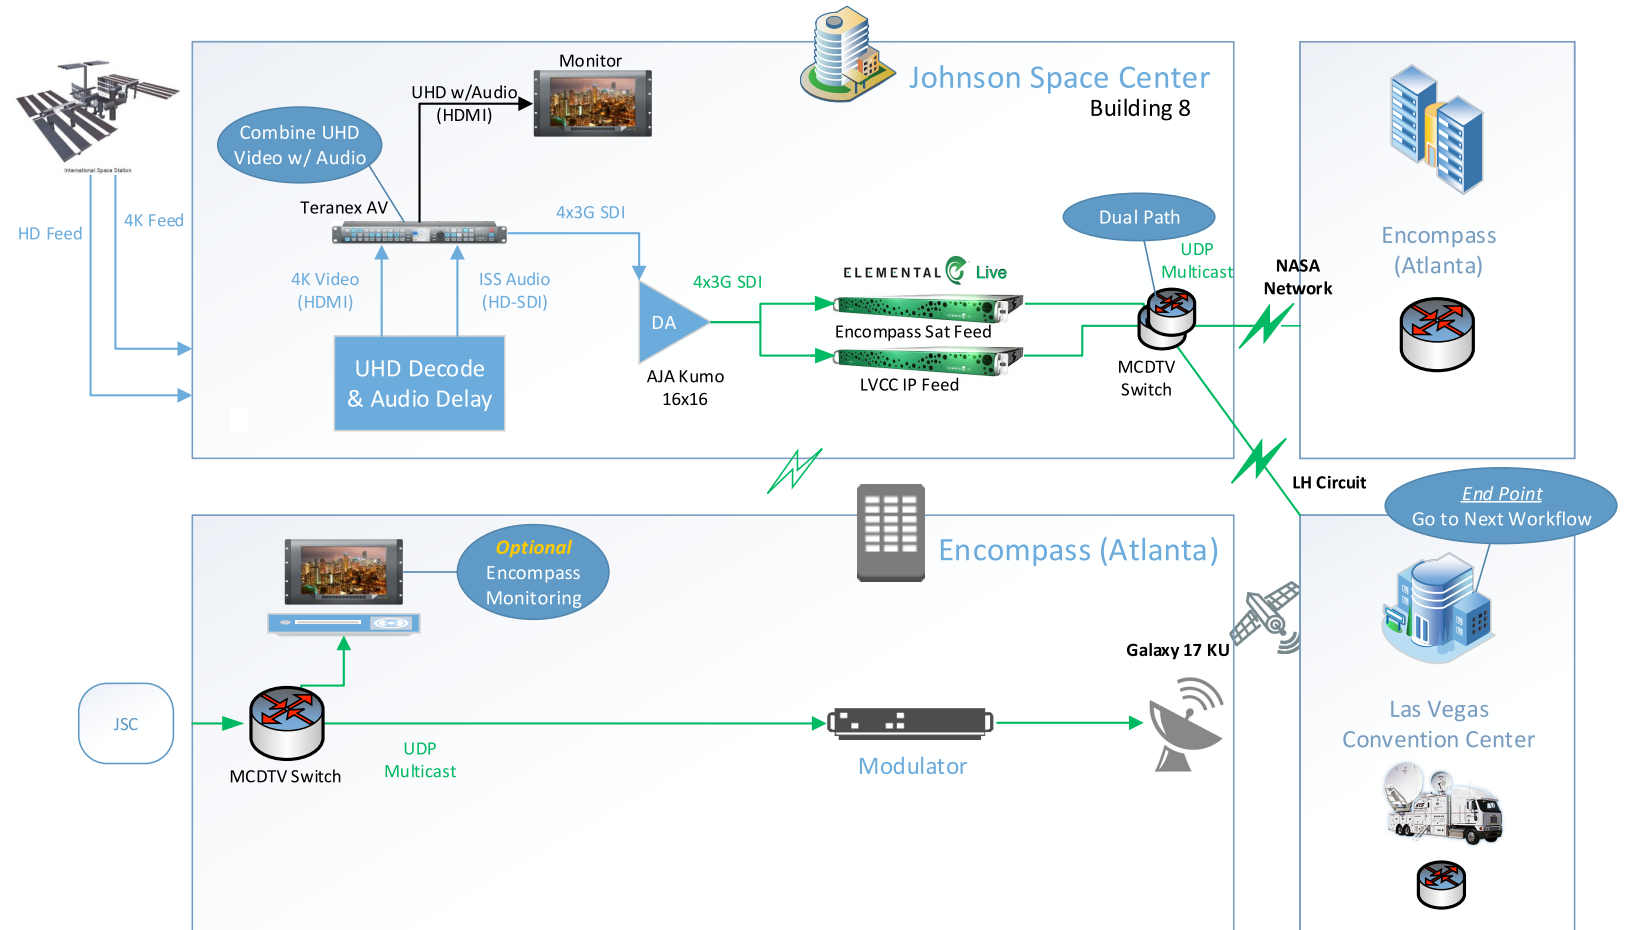 Johnson Space Center
Building 8
Monitor
UHD w/Audio
(HDMI)
Combine UHD
Video w/ Audio
International Space Station
HD Feed
4K Feed
Teranex AV
4x3G SDI
4K Video
(HDMI)
ISS Audio
(HD-SDI)
UHD Decode
& Audio Delay
DA
AJA Kumo
16x16
4x3G SDI
ELEMENTAL e Live
Encompass Sat Feed
LVCC IP Feed
Dual Path
UDP
Multicast
MCDTV
Switch
NASA
Network
Encompass
(Atlanta)
LH Circuit
End Point
Go to Next Workflow
Encompass (Atlanta)
Optional
Encompass
Monitoring
JSC
MCDTV Switch
UDP
Multicast
Modulator
Galaxy 17 KU
Las Vegas
Convention Center